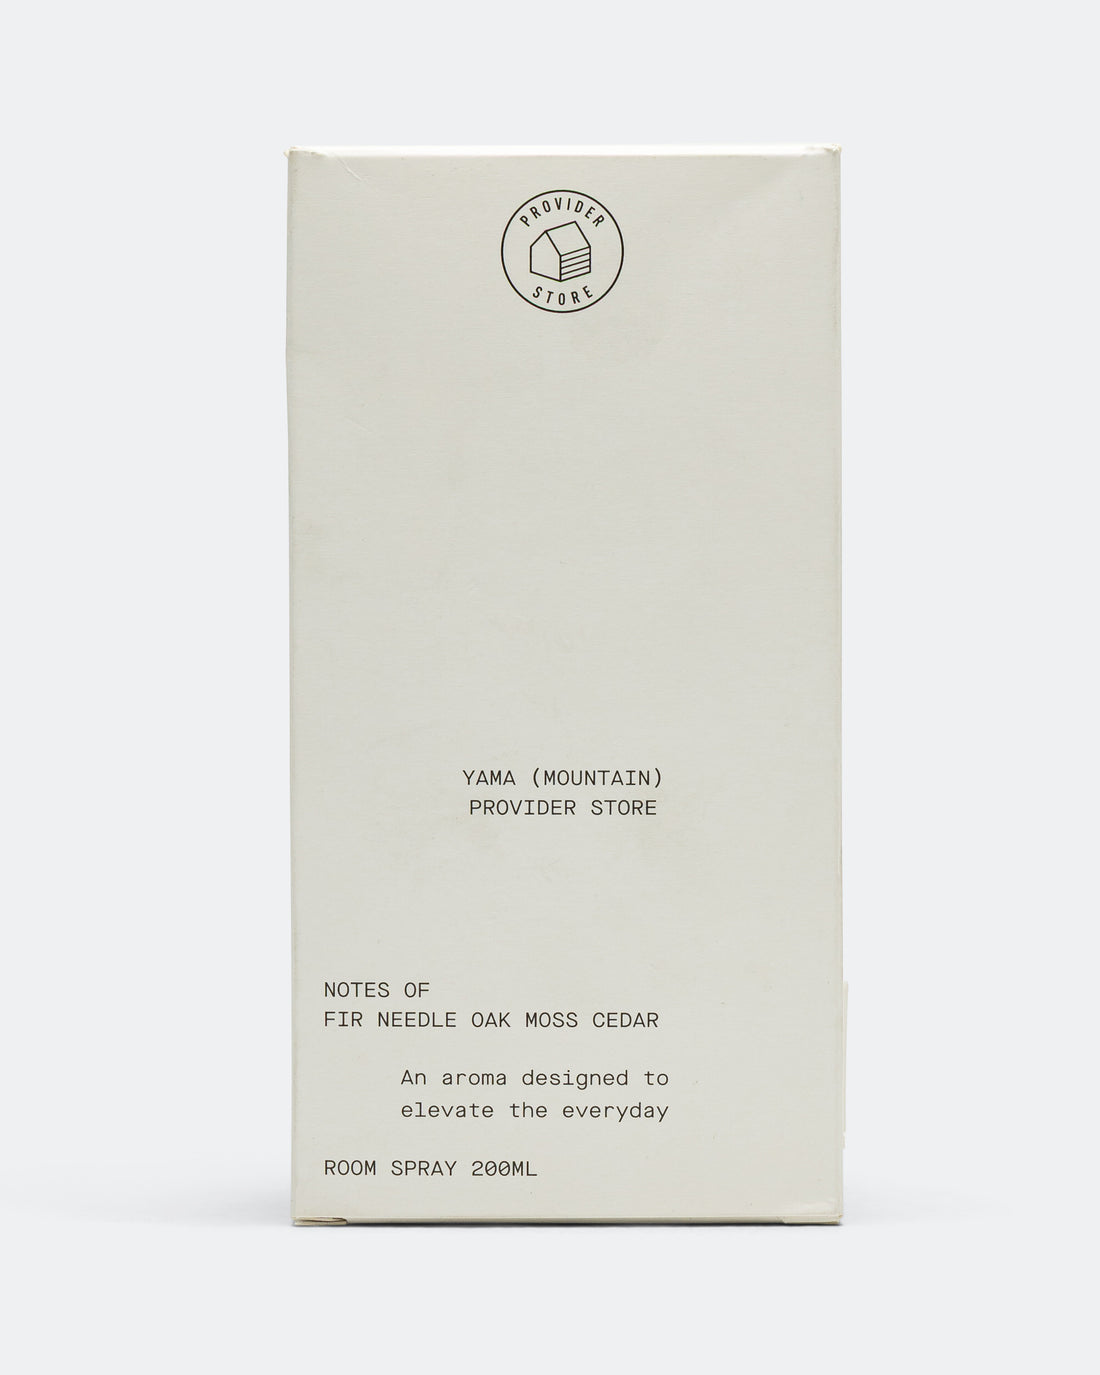 PROVIDER
STORE
YAMA (MOUNTAIN)
PROVIDER STORE
NOTES OF
FIR NEEDLE OAK MOSS CEDAR
An aroma designed to
elevate the everyday
ROOM SPRAY 200ML